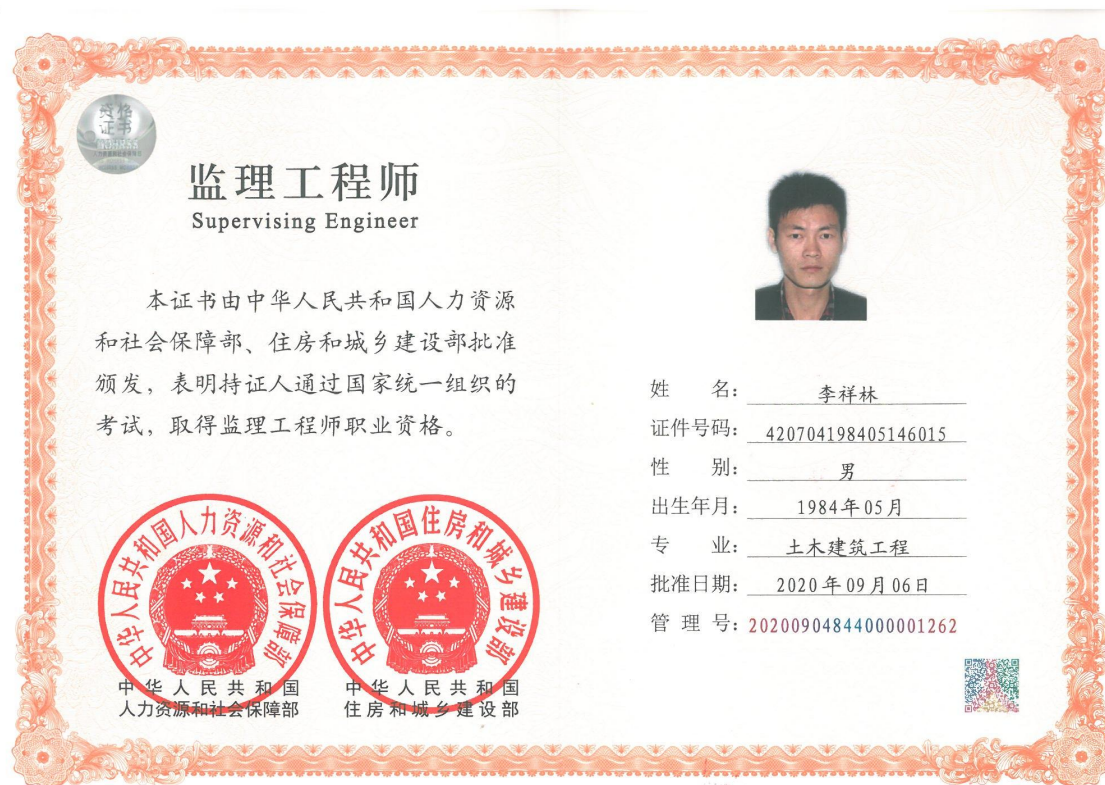 资格
证书
监理工程师
Supervising Engineer
本证书由中华人民共和国人力资源
和社会保障部、住房和城乡建设部批准
颁发，表明持证人通过国家统一组织的
考试，取得监理工程师职业资格。
中华人民共和国人力资源和社会保障部
中华人民共和国
人力资源和社会保障部
中华人民共和国住房和城乡建设部
中华人民共和国
住房和城乡建设部
姓 名： 李祥林
证件号码： 420704198405146015
性 别： 男
出生年月： 1984年05月
专 业： 土木建筑工程
批准日期： 2020年09月06日
管 理 号： 20200904844000001262